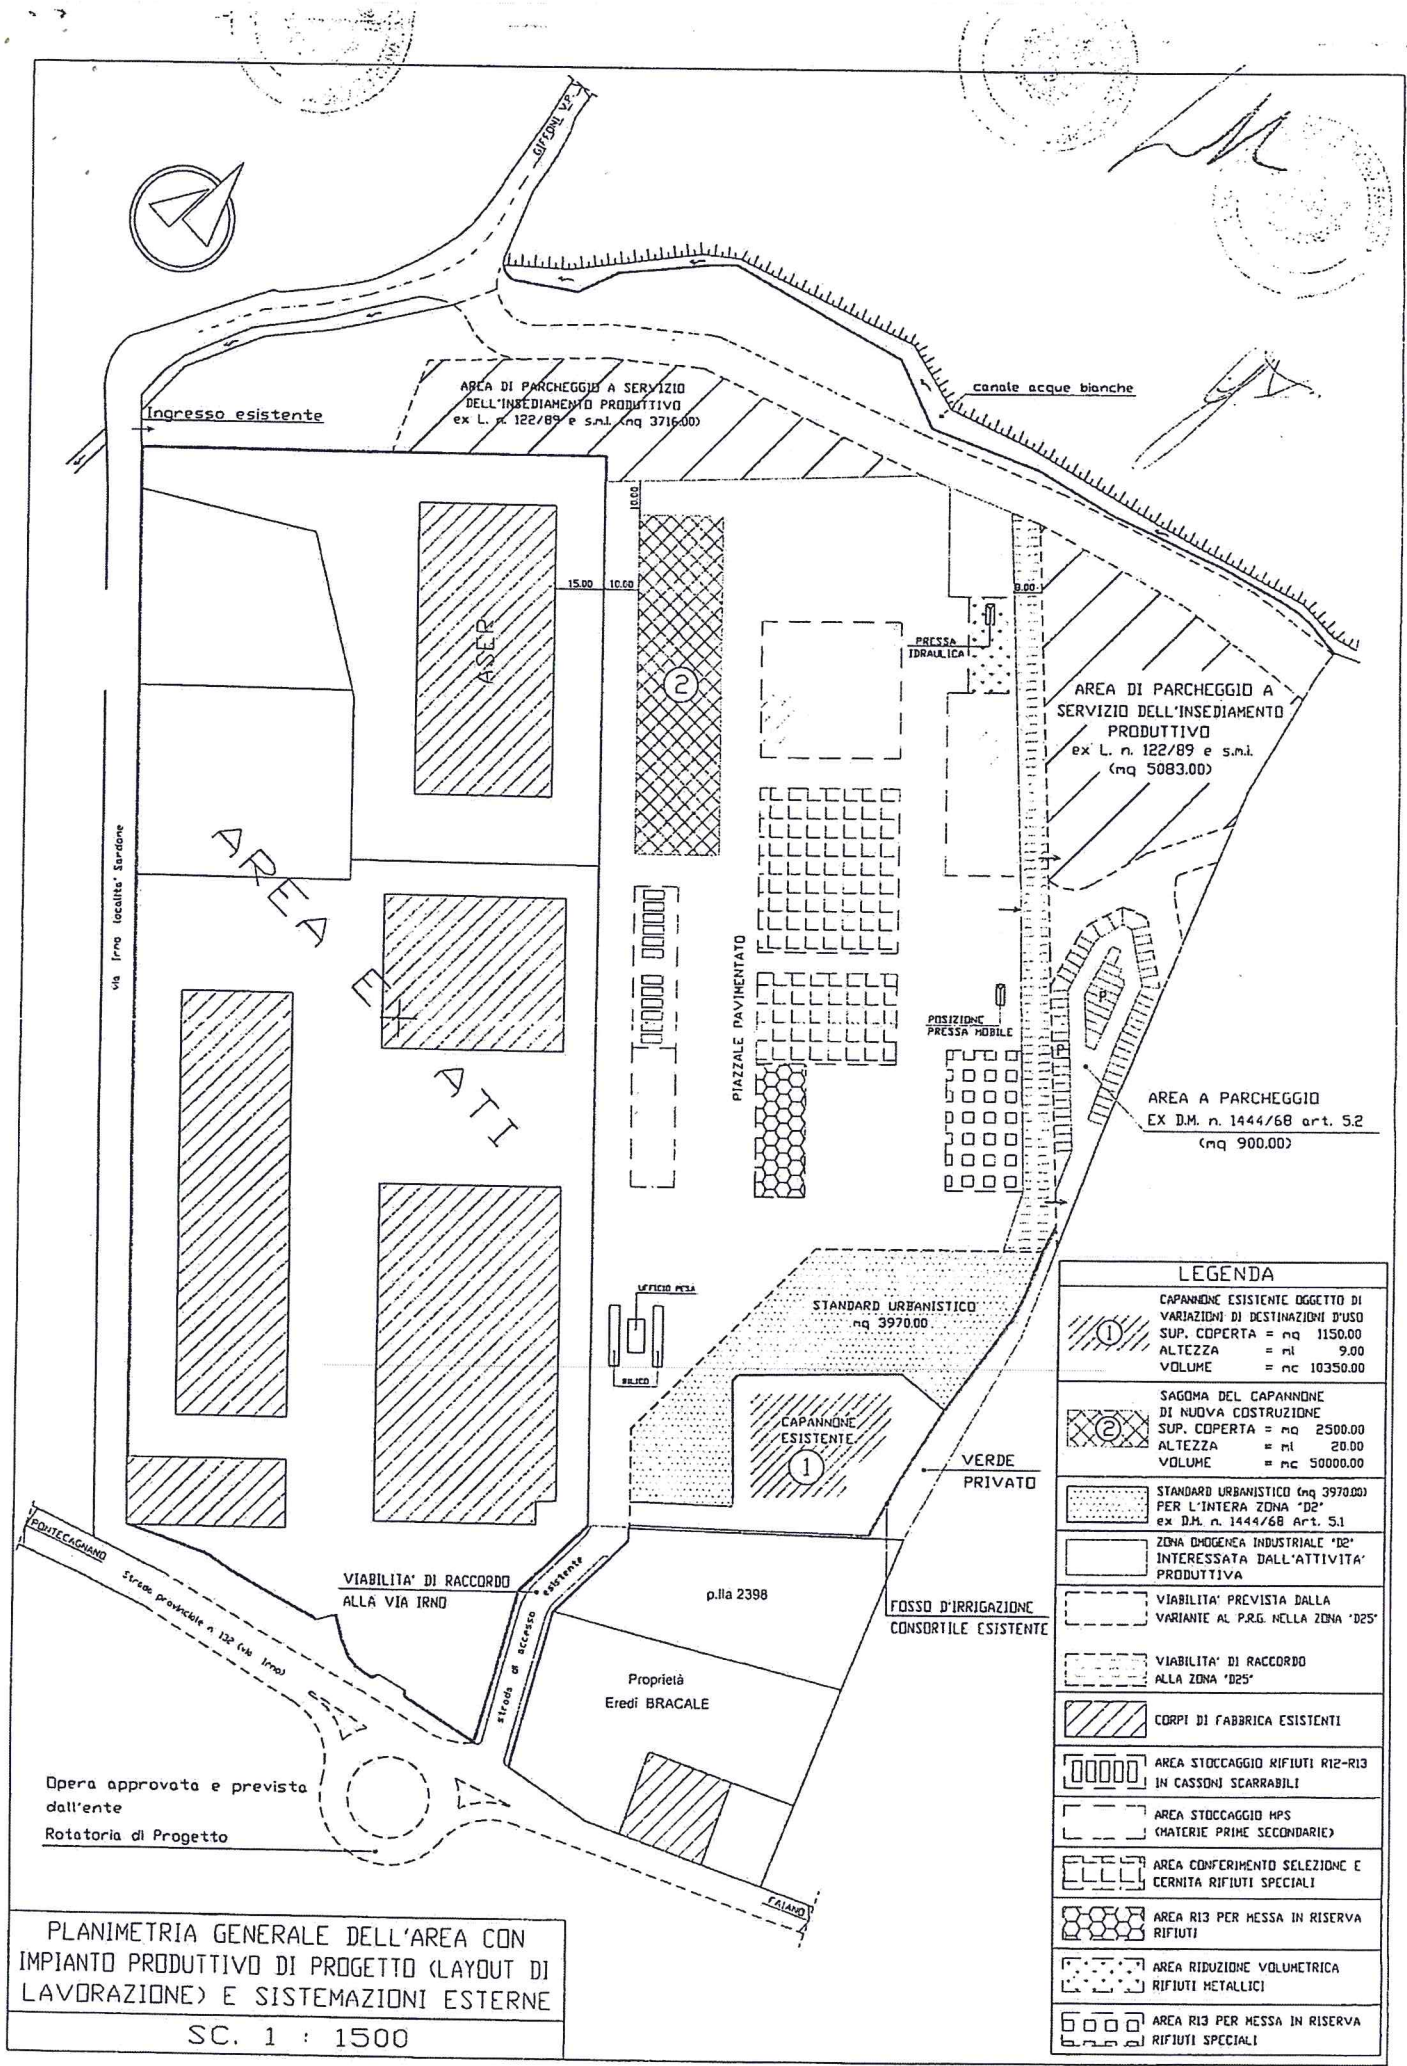 GIFFONI V.P.
Ingresso esistente
AREA DI PARCHEGGIO A SERVIZIO
DELL'INSEDIAMENTO PRODUTTIVO
ex L. n. 122/89 e s.m.i. (mq 3716.00)
canale acque bianche
10.00
15.00
10.00
8.00
ASER
2
PRESSA
IDRAULICA
AREA DI PARCHEGGIO A
SERVIZIO DELL'INSEDIAMENTO
PRODUTTIVO
ex L. n. 122/89 e s.m.i.
(mq 5083.00)
via Irno localita' Sardone
AREA EX ATI
PIAZZALE PAVIMENTATO
POSIZIONE
PRESSA MOBILE
P
P
AREA A PARCHEGGIO
EX D.M. n. 1444/68 art. 5.2
(mq 900.00)
UFFICIO PESA
BILICO
STANDARD URBANISTICO
mq 3970.00
CAPANNONE
ESISTENTE
1
VERDE
PRIVATO
FOSSO D'IRRIGAZIONE
CONSORTILE ESISTENTE
PONTECAGNANO
Strada provinciale n 132 (via Irno)
VIABILITA' DI RACCORDO
ALLA VIA IRNO
strada di accesso esistente
p.lla 2398
Proprietà
Eredi BRACALE
FAIANO
Opera approvata e prevista
dall'ente
Rotatoria di Progetto
LEGENDA
1
CAPANNONE ESISTENTE OGGETTO DI
VARIAZIONI DI DESTINAZIONI D'USO
SUP. COPERTA = mq 1150.00
ALTEZZA = ml 9.00
VOLUME = mc 10350.00
2
SAGOMA DEL CAPANNONE
DI NUOVA COSTRUZIONE
SUP. COPERTA = mq 2500.00
ALTEZZA = ml 20.00
VOLUME = mc 50000.00
STANDARD URBANISTICO (mq 3970.00)
PER L'INTERA ZONA "D2"
ex D.M. n. 1444/68 Art. 5.1
ZONA OMOGENEA INDUSTRIALE "D2"
INTERESSATA DALL'ATTIVITA'
PRODUTTIVA
VIABILITA' PREVISTA DALLA
VARIANTE AL P.R.G. NELLA ZONA "D25"
VIABILITA' DI RACCORDO
ALLA ZONA "D25"
CORPI DI FABBRICA ESISTENTI
AREA STOCCAGGIO RIFIUTI R12-R13
IN CASSONI SCARRABILI
AREA STOCCAGGIO MPS
(MATERIE PRIME SECONDARIE)
AREA CONFERIMENTO SELEZIONE E
CERNITA RIFIUTI SPECIALI
AREA R13 PER MESSA IN RISERVA
RIFIUTI
AREA RIDUZIONE VOLUMETRICA
RIFIUTI METALLICI
AREA R13 PER MESSA IN RISERVA
RIFIUTI SPECIALI
PLANIMETRIA GENERALE DELL'AREA CON
IMPIANTO PRODUTTIVO DI PROGETTO (LAYOUT DI
LAVORAZIONE) E SISTEMAZIONI ESTERNE
SC. 1 : 1500